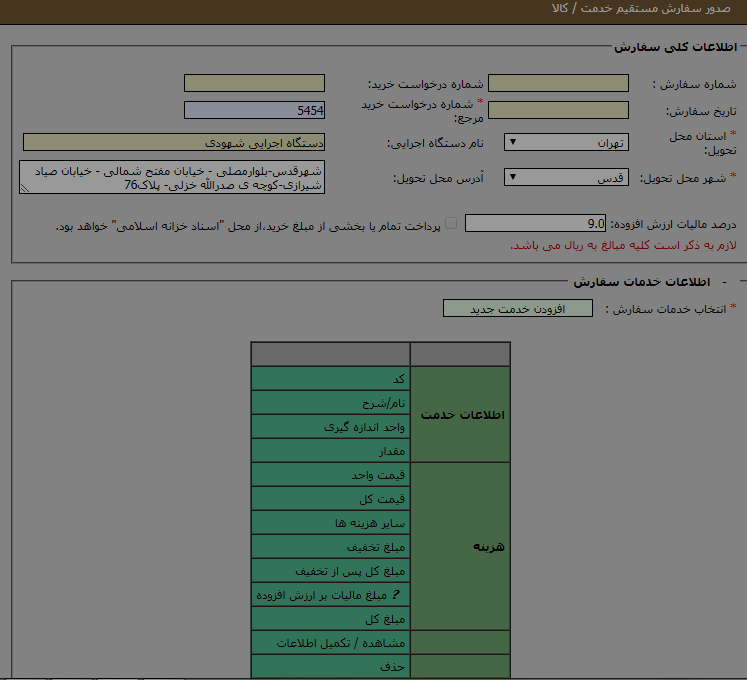 صدور سفارش مستقیم خدمت / کالا
اطلاعات کلی سفارش
شماره سفارش :
شماره درخواست خرید:
تاریخ سفارش:
* شماره درخواست خرید مرجع:
5454
* استان محل تحویل:
تهران
نام دستگاه اجرایی:
دستگاه اجرایی شهودی
* شهر محل تحویل:
قدس
آدرس محل تحویل:
شهرقدس-بلوارمصلی - خیابان مفتح شمالی - خیابان صیاد
شیرازی-کوچه ی صدرالله خزلی- پلاک76
درصد مالیات ارزش افزوده:
9.0
پرداخت تمام یا بخشی از مبلغ خرید،از محل "اسناد خزانه اسلامی" خواهد بود.
لازم به ذکر است کلیه مبالغ به ریال می باشد.
- اطلاعات خدمات سفارش
* انتخاب خدمات سفارش :
افزودن خدمت جدید
اطلاعات خدمت
کد
نام/شرح
واحد اندازه گیری
مقدار
هزینه
قیمت واحد
قیمت کل
سایر هزینه ها
مبلغ تخفیف
مبلغ کل پس از تخفیف
? مبلغ مالیات بر ارزش افزوده
مبلغ کل
مشاهده / تکمیل اطلاعات
حذف